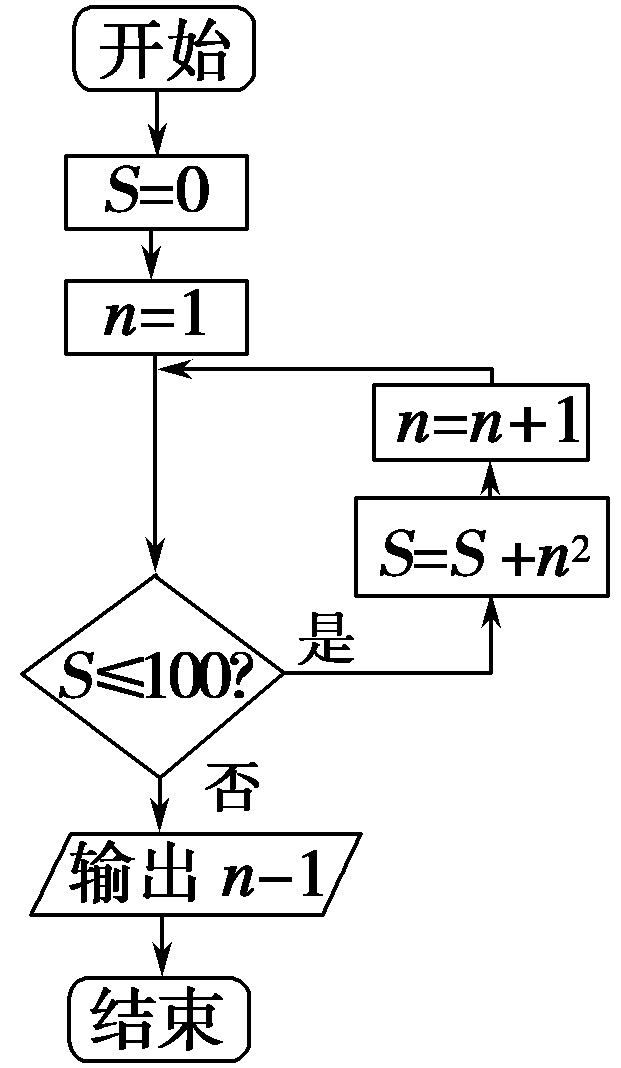 开始
S=0
n=1
n=n+1
S=S+n²
是
S≤100?
否
输出 n-1
结束